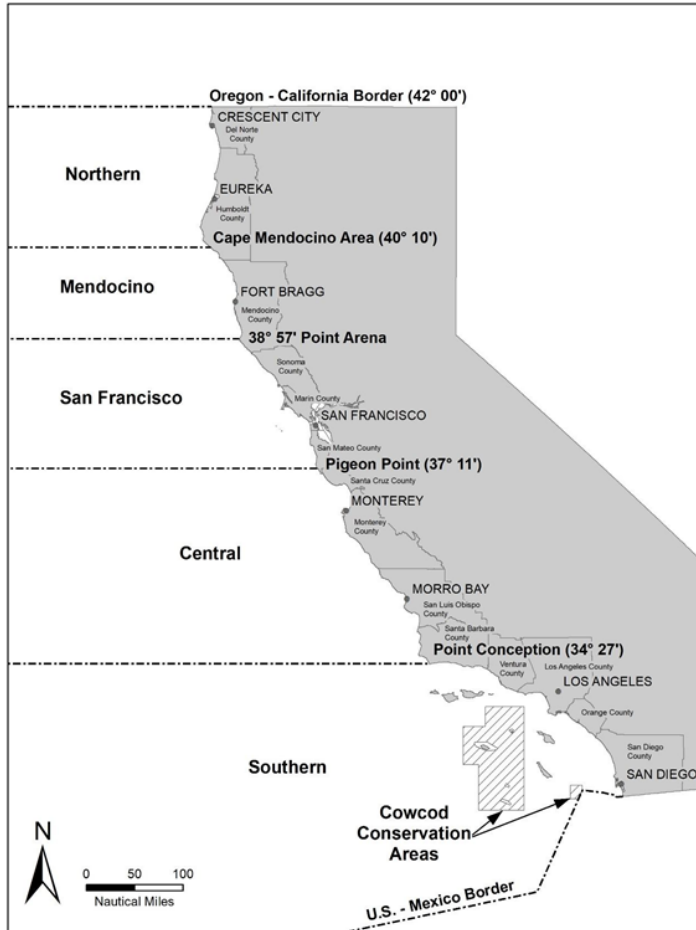 Oregon - California Border (42° 00')
CRESCENT CITY
Del Norte
County
Northern
EUREKA
Humboldt
County
Cape Mendocino Area (40° 10')
Mendocino
FORT BRAGG
Mendocino
County
38° 57' Point Arena
Sonoma
County
San Francisco
Marin County
SAN FRANCISCO
San Mateo County
Pigeon Point (37° 11')
Santa Cruz County
MONTEREY
Monterey
County
Central
MORRO BAY
San Luis Obispo
County
Santa Barbara
County
Point Conception (34° 27')
Ventura
County
Los Angeles County
LOS ANGELES
Orange County
San Diego
County
Southern
SAN DIEGO
Cowcod
Conservation
Areas
N
0 50 100
Nautical Miles
U.S. - Mexico Border